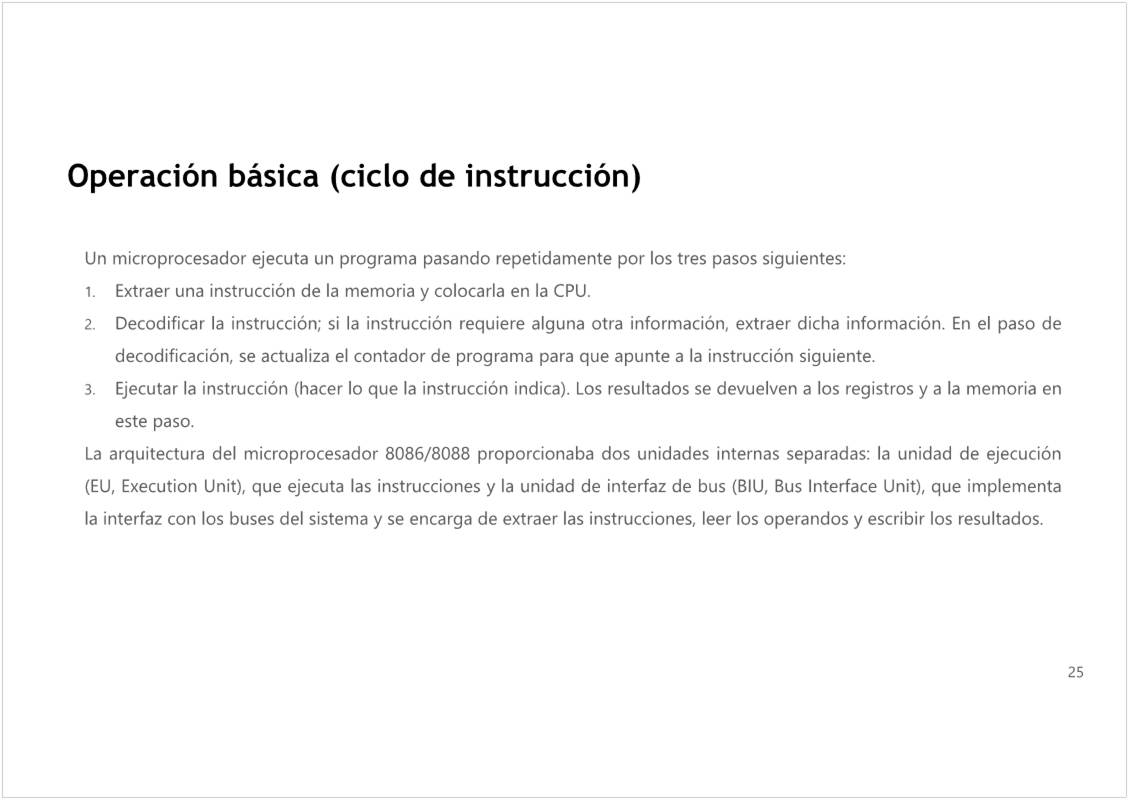 Operación básica (ciclo de instrucción)
Un microprocesador ejecuta un programa pasando repetidamente por los tres pasos siguientes:
1. Extraer una instrucción de la memoria y colocarla en la CPU.
2. Decodificar la instrucción; si la instrucción requiere alguna otra información, extraer dicha información. En el paso de
decodificación, se actualiza el contador de programa para que apunte a la instrucción siguiente.
3. Ejecutar la instrucción (hacer lo que la instrucción indica). Los resultados se devuelven a los registros y a la memoria en
este paso.
La arquitectura del microprocesador 8086/8088 proporcionaba dos unidades internas separadas: la unidad de ejecución
(EU, Execution Unit), que ejecuta las instrucciones y la unidad de interfaz de bus (BIU, Bus Interface Unit), que implementa
la interfaz con los buses del sistema y se encarga de extraer las instrucciones, leer los operandos y escribir los resultados.
25